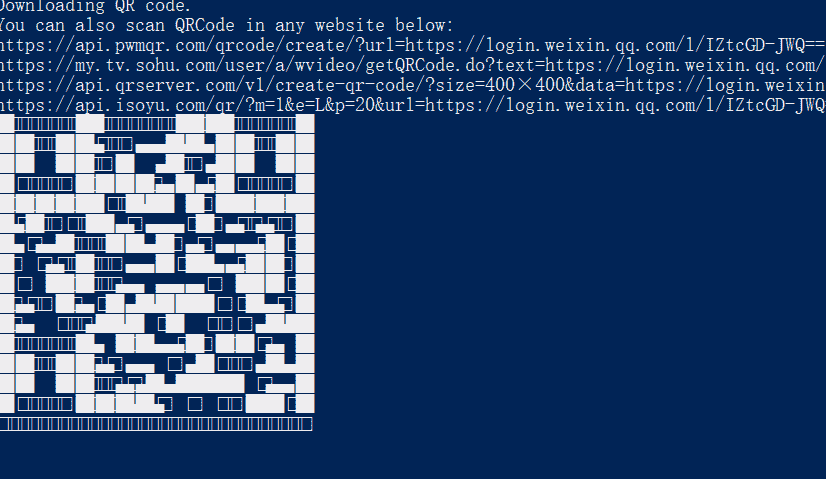 Downloading QR code.
You can also scan QRCode in any website below:
https://api.pwmqr.com/qrcode/create/?url=https://login.weixin.qq.com/l/IZtcGD-JWQ==
https://my.tv.sohu.com/user/a/wvideo/getQRCode.do?text=https://login.weixin.qq.com/
https://api.qrserver.com/v1/create-qr-code/?size=400×400&data=https://login.weixin
https://api.isoyu.com/qr/?m=1&e=L&p=20&url=https://login.weixin.qq.com/l/IZtcGD-JWQ